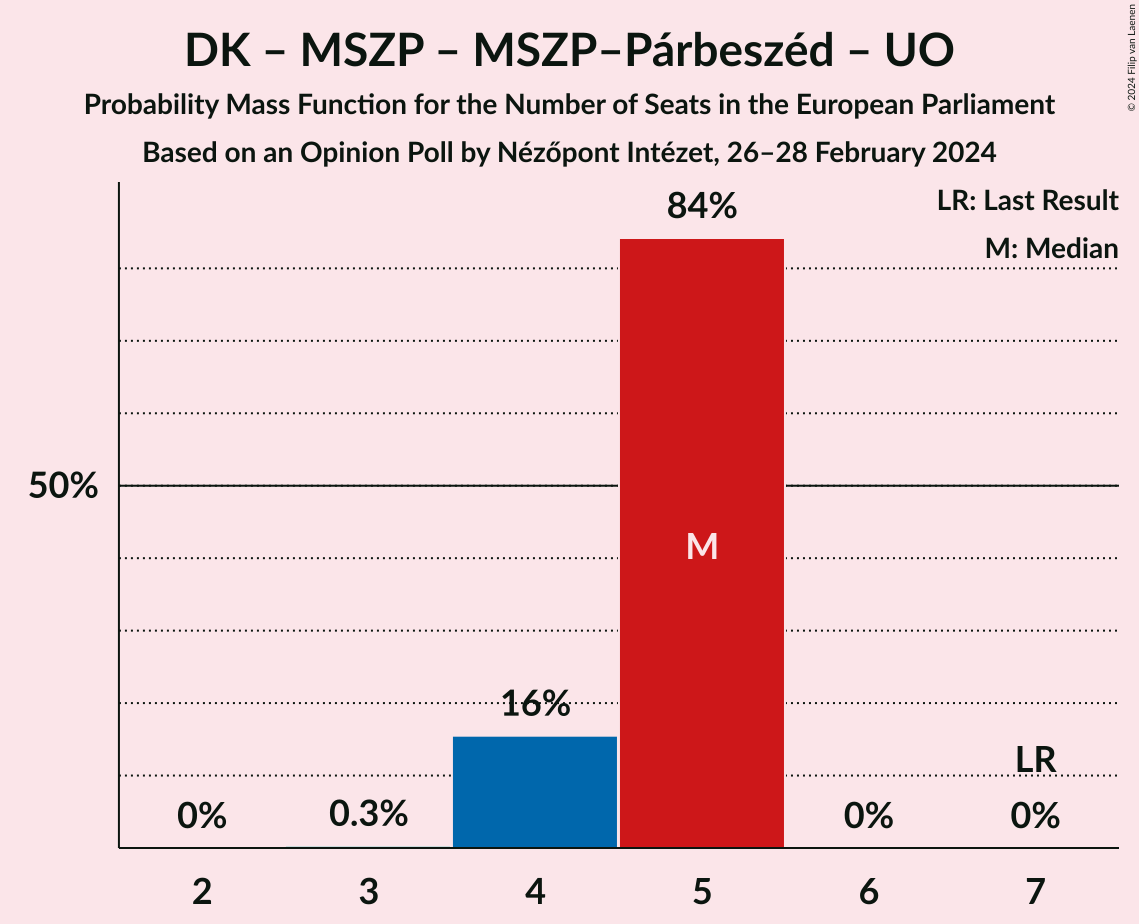 DK – MSZP – MSZP–Párbeszéd – UO
Probability Mass Function for the Number of Seats in the European Parliament
Based on an Opinion Poll by Nézőpont Intézet, 26–28 February 2024
© 2024 Filip van Laenen
LR: Last Result
M: Median
84%
50%
M
16%
LR
0%
0.3%
0%
0%
2
3
4
5
6
7